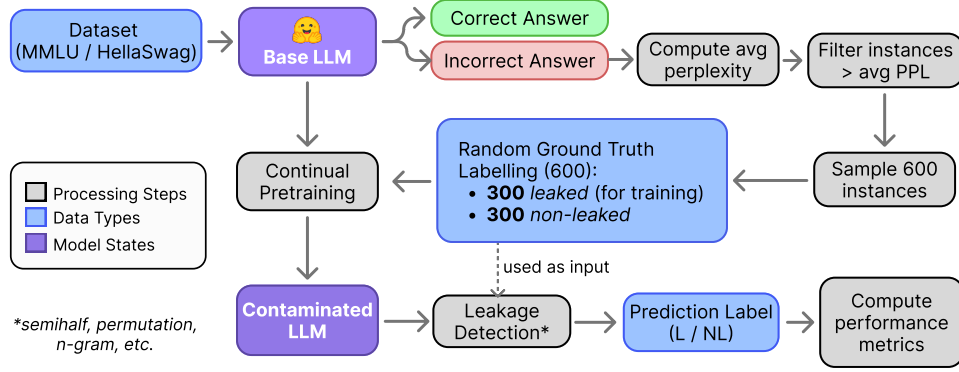 Dataset
(MMLU / HellaSwag)
Base LLM
Correct Answer
Incorrect Answer
Compute avg
perplexity
Filter instances
> avg PPL
Sample 600
instances
Random Ground Truth
Labelling (600):
• 300 leaked (for training)
• 300 non-leaked
Continual
Pretraining
Processing Steps
Data Types
Model States
used as input
*semihalf, permutation,
n-gram, etc.
Contaminated
LLM
Leakage
Detection*
Prediction Label
(L / NL)
Compute
performance
metrics